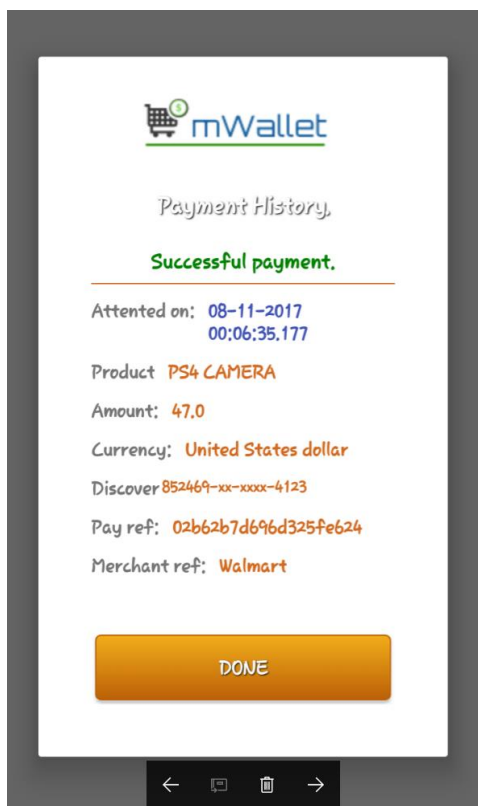 $
mWallet
Payment History.
Successful payment.
Attented on: 08-11-2017
00:06:35.177
Product PS4 CAMERA
Amount: 47.0
Currency: United States dollar
Discover 852469-xx-xxxx-4123
Pay ref: 02b62b7d696d325fe624
Merchant ref: Walmart
DONE